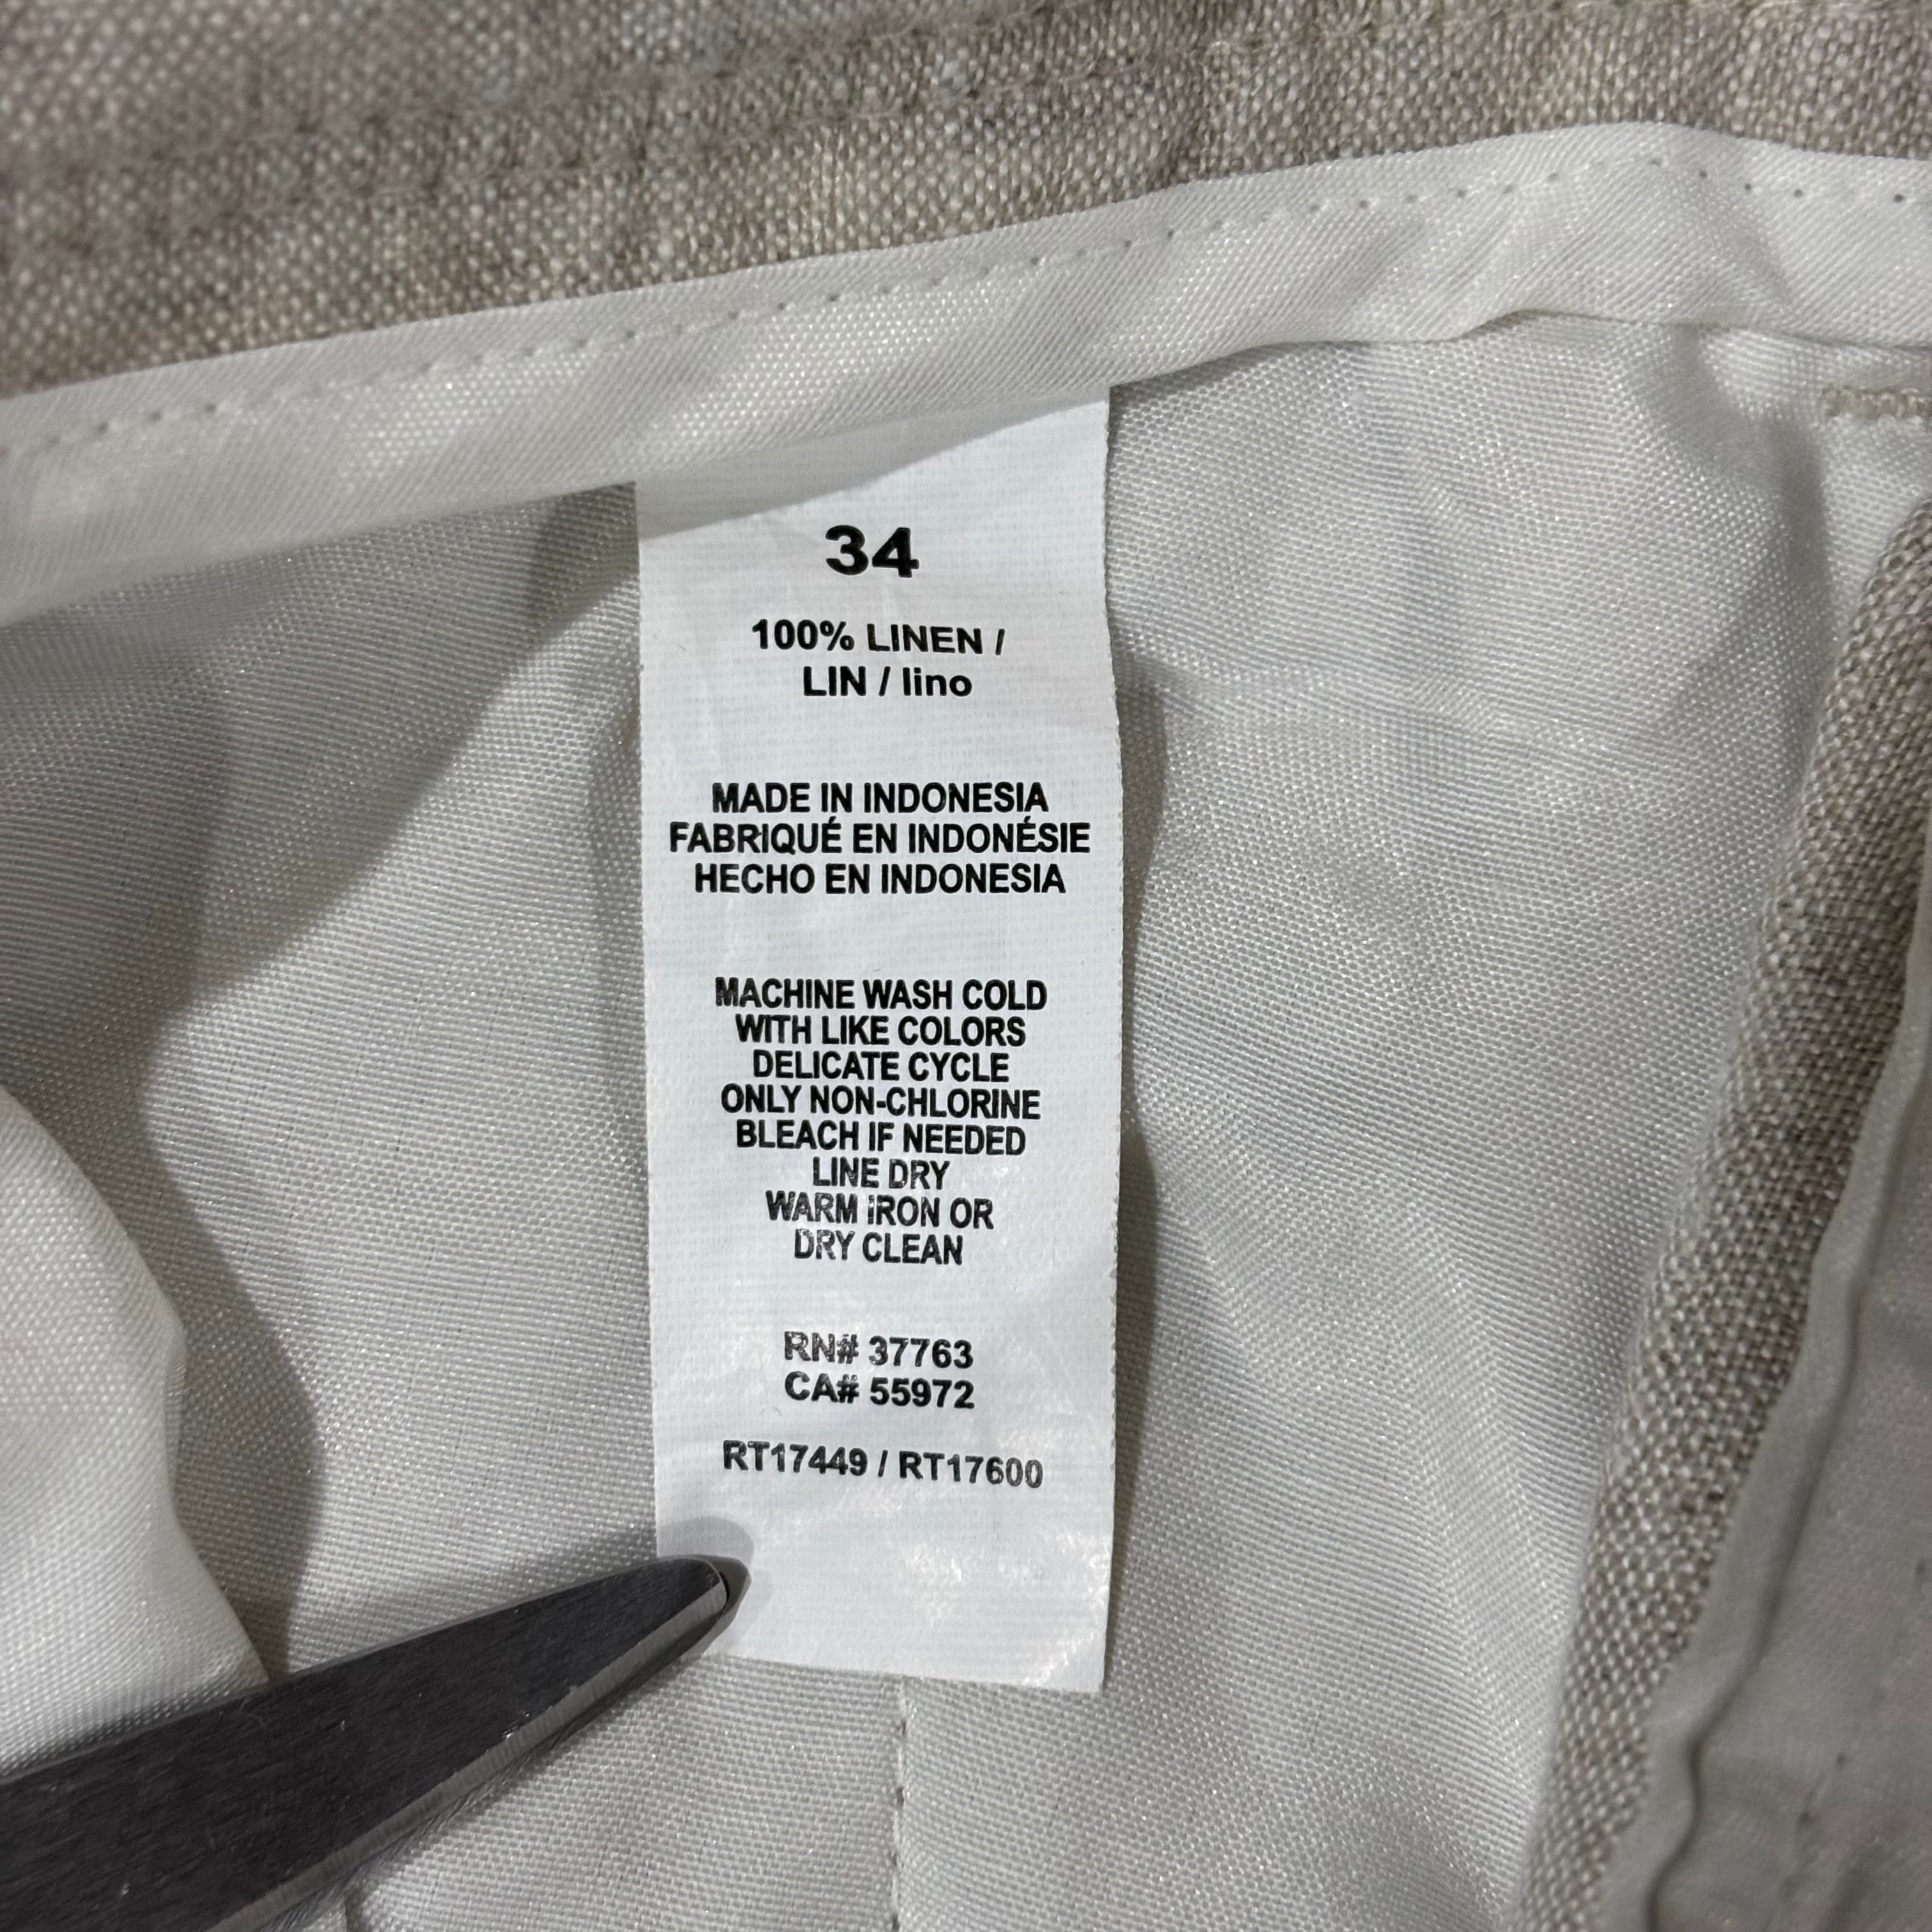 34
100% LINEN /
LIN / lino
MADE IN INDONESIA
FABRIQUÉ EN INDONÉSIE
HECHO EN INDONESIA
MACHINE WASH COLD
WITH LIKE COLORS
DELICATE CYCLE
ONLY NON-CHLORINE
BLEACH IF NEEDED
LINE DRY
WARM IRON OR
DRY CLEAN
RN# 37763
CA# 55972
RT17449 / RT17600